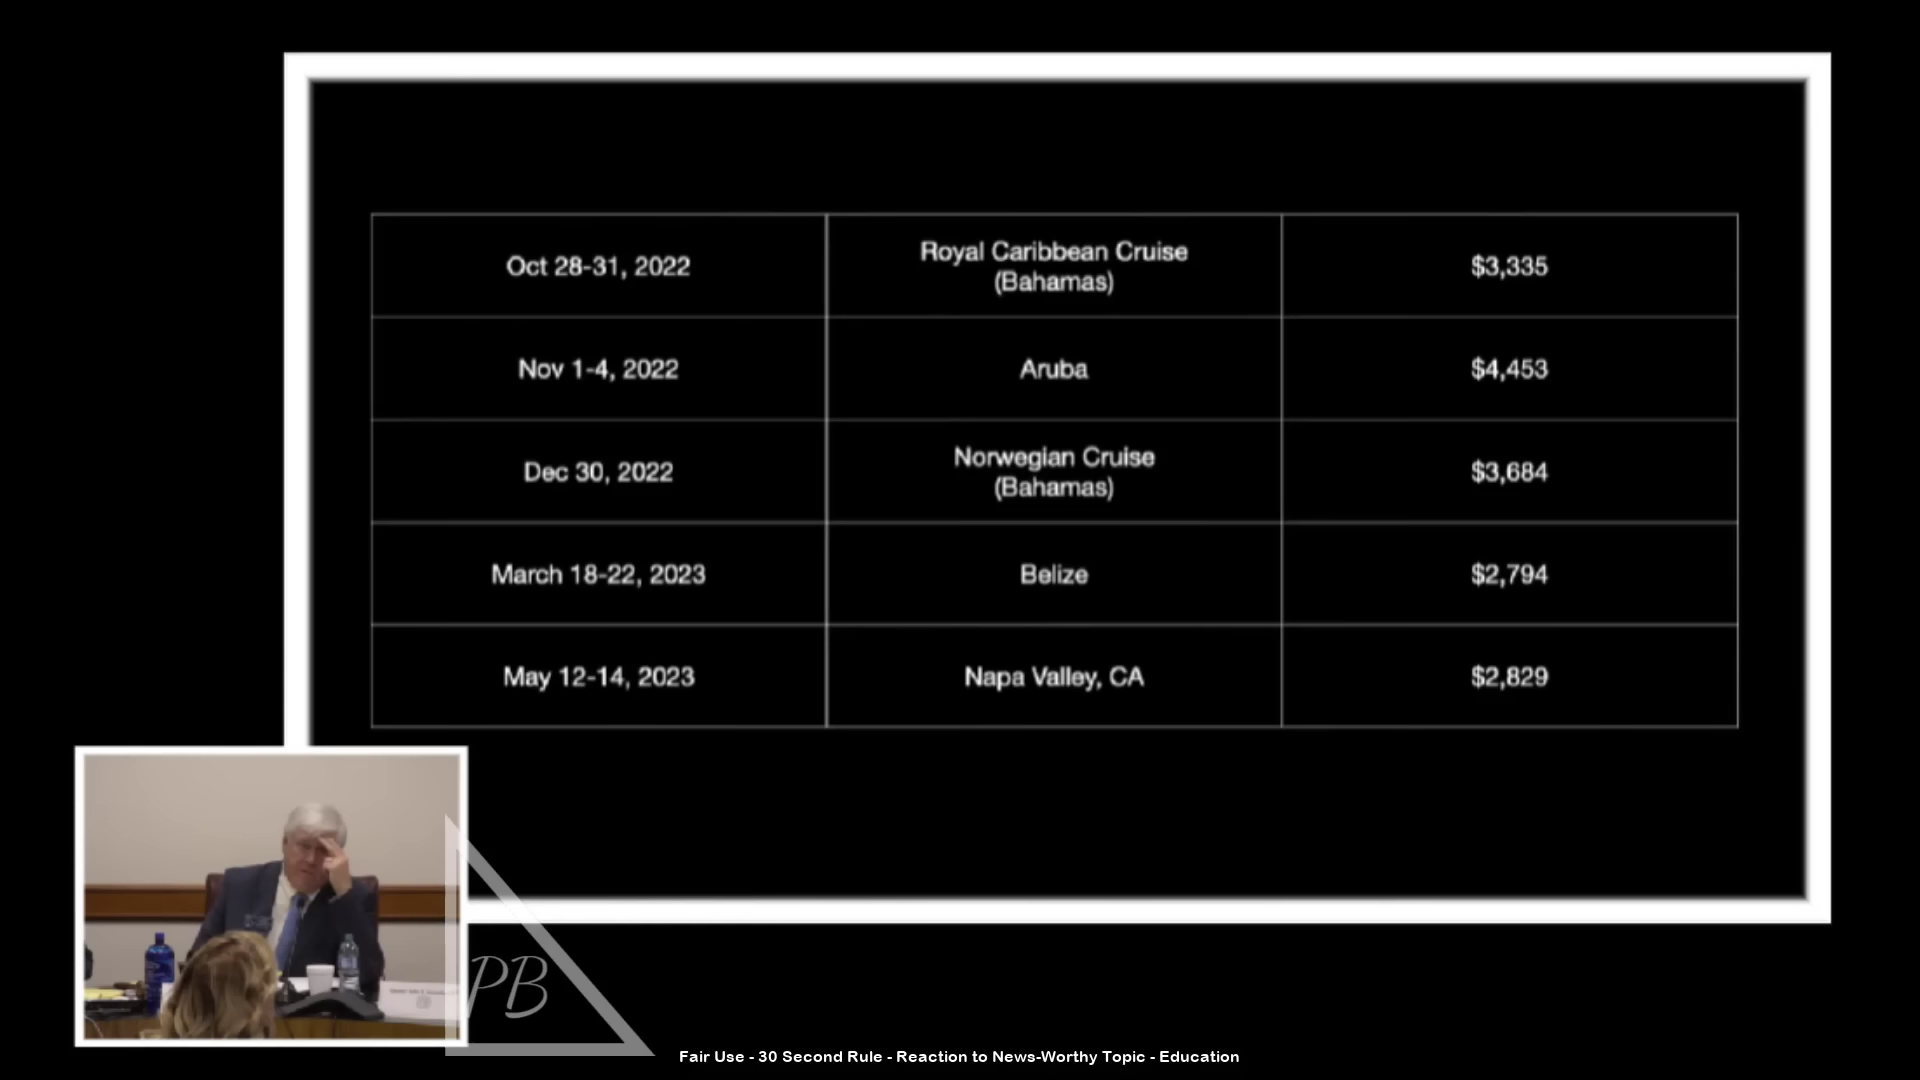 Oct 28-31, 2022
Royal Caribbean Cruise
(Bahamas)
$3,335
Nov 1-4, 2022
Aruba
$4,453
Dec 30, 2022
Norwegian Cruise
(Bahamas)
$3,684
March 18-22, 2023
Belize
$2,794
May 12-14, 2023
Napa Valley, CA
$2,829
PB
Fair Use - 30 Second Rule - Reaction to News-Worthy Topic - Education